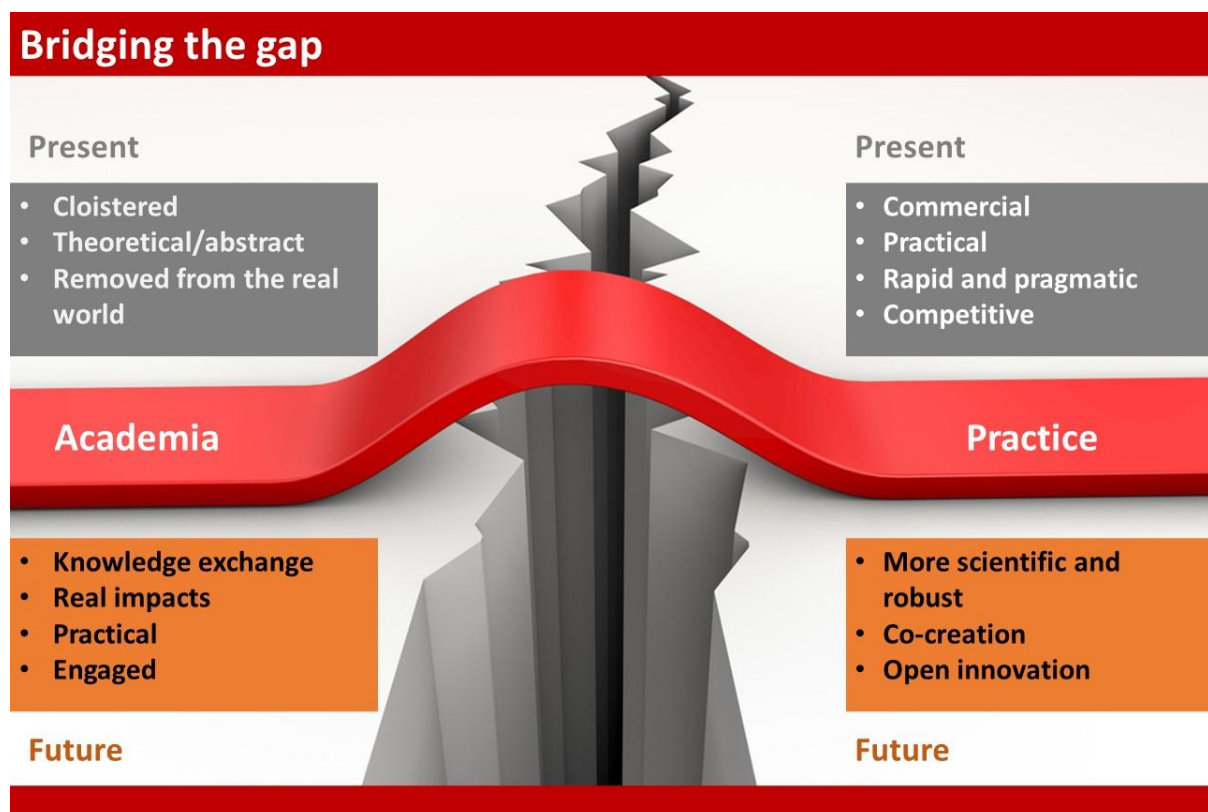 Bridging the gap
Present
• Cloistered
• Theoretical/abstract
• Removed from the real
world
Present
• Commercial
• Practical
• Rapid and pragmatic
• Competitive
Academia
Practice
• Knowledge exchange
• Real impacts
• Practical
• Engaged
Future
• More scientific and
robust
• Co-creation
• Open innovation
Future